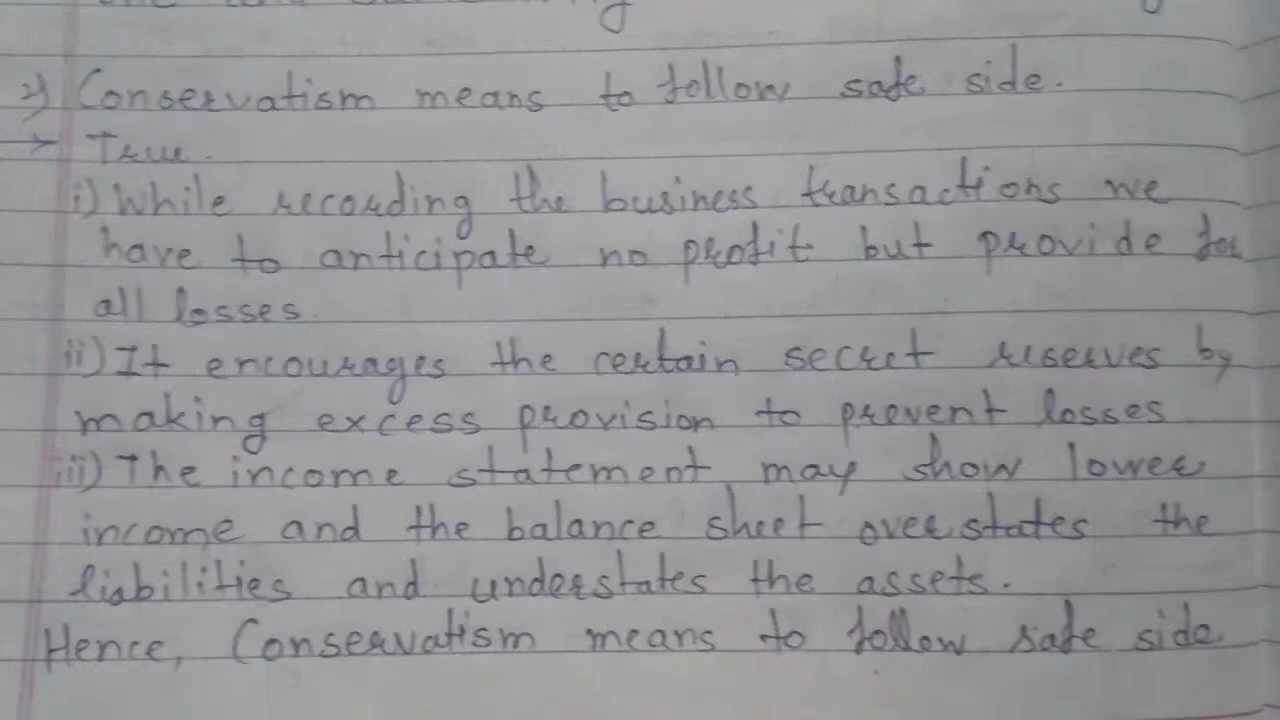 2) Conservatism means to follow safe side.
→ True.
i) While recording the business transactions we
have to anticipate no profit but provide for
all losses.
ii) It encourages the certain secret reserves by
making excess provision to prevent losses
iii) The income statement may show lower
income and the balance sheet overstates the
liabilities and understates the assets.
Hence, Conservatism means to follow safe side